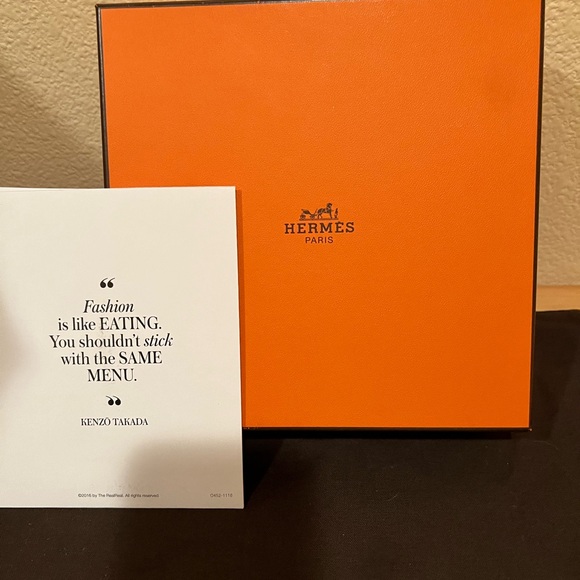 HERMÈS
PARIS
“
Fashion
is like EATING.
You shouldn’t stick
with the SAME
MENU.
”
KENZŌ TAKADA
©2016 by The RealReal. All rights reserved.